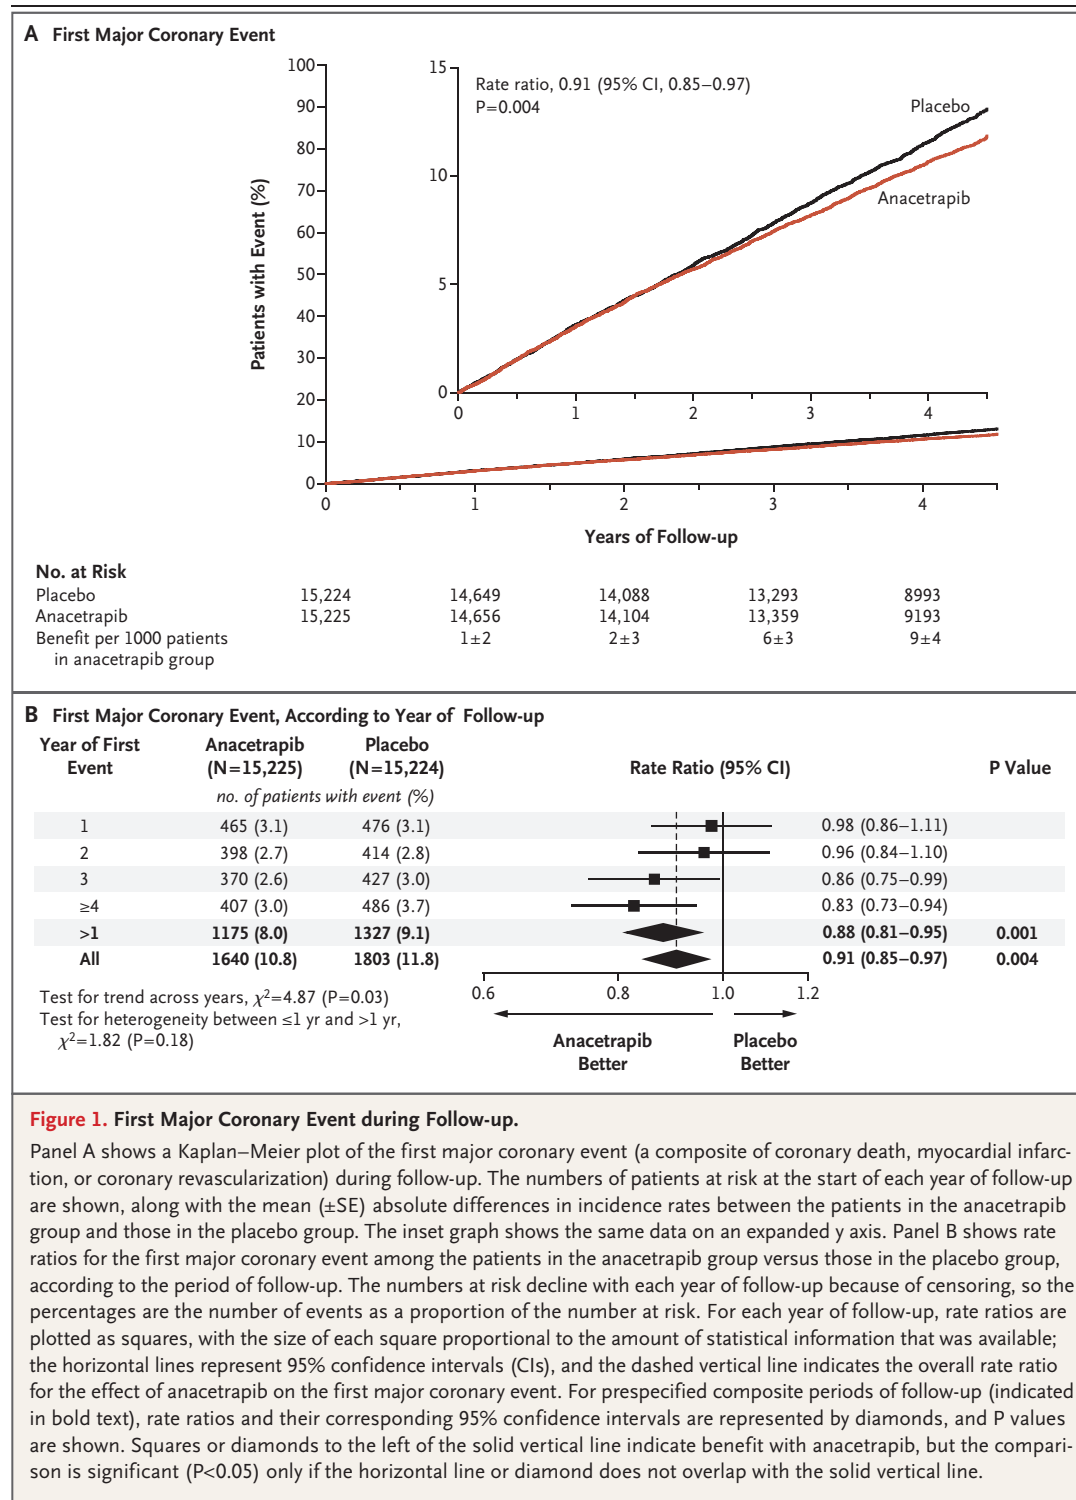 A First Major Coronary Event
100
90
80
70
60
50
40
30
20
10
0
Patients with Event (%)
15
10
5
0
Rate ratio, 0.91 (95% CI, 0.85–0.97)
P=0.004
Placebo
Anacetrapib
0 1 2 3 4
0 1 2 3 4
Years of Follow-up
No. at Risk
Placebo 15,224 14,649 14,088 13,293 8993
Anacetrapib 15,225 14,656 14,104 13,359 9193
Benefit per 1000 patients 1±2 2±3 6±3 9±4
in anacetrapib group
B First Major Coronary Event, According to Year of Follow-up
Year of First Anacetrapib Placebo
Event (N=15,225) (N=15,224) Rate Ratio (95% CI) P Value
no. of patients with event (%)
1 465 (3.1) 476 (3.1) 0.98 (0.86–1.11)
2 398 (2.7) 414 (2.8) 0.96 (0.84–1.10)
3 370 (2.6) 427 (3.0) 0.86 (0.75–0.99)
≥4 407 (3.0) 486 (3.7) 0.83 (0.73–0.94)
>1 1175 (8.0) 1327 (9.1) 0.88 (0.81–0.95) 0.001
All 1640 (10.8) 1803 (11.8) 0.91 (0.85–0.97) 0.004
0.6 0.8 1.0 1.2
Test for trend across years, χ²=4.87 (P=0.03)
Test for heterogeneity between ≤1 yr and >1 yr,
χ²=1.82 (P=0.18)
Anacetrapib Placebo
Better Better
Figure 1. First Major Coronary Event during Follow-up.
Panel A shows a Kaplan–Meier plot of the first major coronary event (a composite of coronary death, myocardial infarc-
tion, or coronary revascularization) during follow-up. The numbers of patients at risk at the start of each year of follow-up
are shown, along with the mean (±SE) absolute differences in incidence rates between the patients in the anacetrapib
group and those in the placebo group. The inset graph shows the same data on an expanded y axis. Panel B shows rate
ratios for the first major coronary event among the patients in the anacetrapib group versus those in the placebo group,
according to the period of follow-up. The numbers at risk decline with each year of follow-up because of censoring, so the
percentages are the number of events as a proportion of the number at risk. For each year of follow-up, rate ratios are
plotted as squares, with the size of each square proportional to the amount of statistical information that was available;
the horizontal lines represent 95% confidence intervals (CIs), and the dashed vertical line indicates the overall rate ratio
for the effect of anacetrapib on the first major coronary event. For prespecified composite periods of follow-up (indicated
in bold text), rate ratios and their corresponding 95% confidence intervals are represented by diamonds, and P values
are shown. Squares or diamonds to the left of the solid vertical line indicate benefit with anacetrapib, but the compari-
son is significant (P<0.05) only if the horizontal line or diamond does not overlap with the solid vertical line.